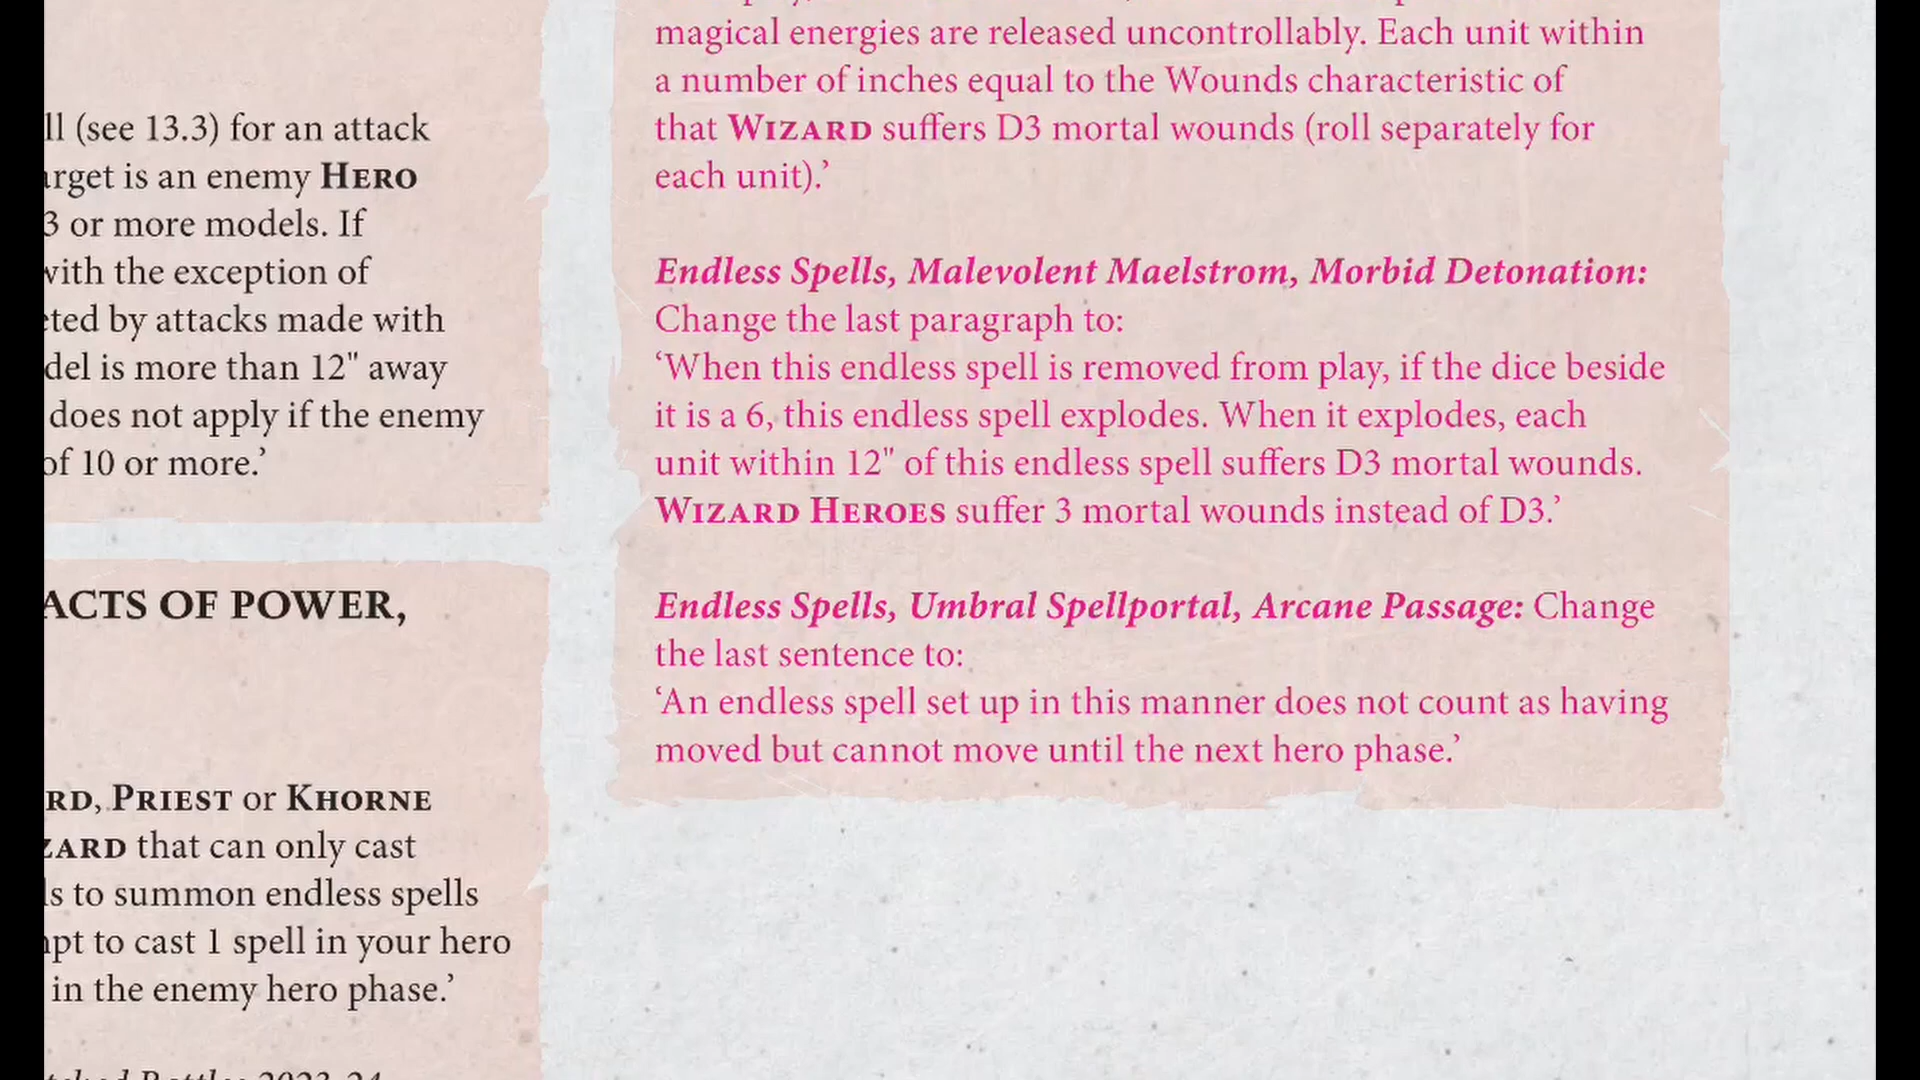 ll (see 13.3) for an attack
target is an enemy HERO
3 or more models. If
with the exception of
ted by attacks made with
del is more than 12" away
does not apply if the enemy
of 10 or more.’
ACTS OF POWER,
RD, PRIEST or KHORNE
ZARD that can only cast
ls to summon endless spells
pt to cast 1 spell in your hero
in the enemy hero phase.’
Battles 2023-24
magical energies are released uncontrollably. Each unit within
a number of inches equal to the Wounds characteristic of
that WIZARD suffers D3 mortal wounds (roll separately for
each unit).’
Endless Spells, Malevolent Maelstrom, Morbid Detonation:
Change the last paragraph to:
‘When this endless spell is removed from play, if the dice beside
it is a 6, this endless spell explodes. When it explodes, each
unit within 12" of this endless spell suffers D3 mortal wounds.
WIZARD HEROES suffer 3 mortal wounds instead of D3.’
Endless Spells, Umbral Spellportal, Arcane Passage: Change
the last sentence to:
‘An endless spell set up in this manner does not count as having
moved but cannot move until the next hero phase.’